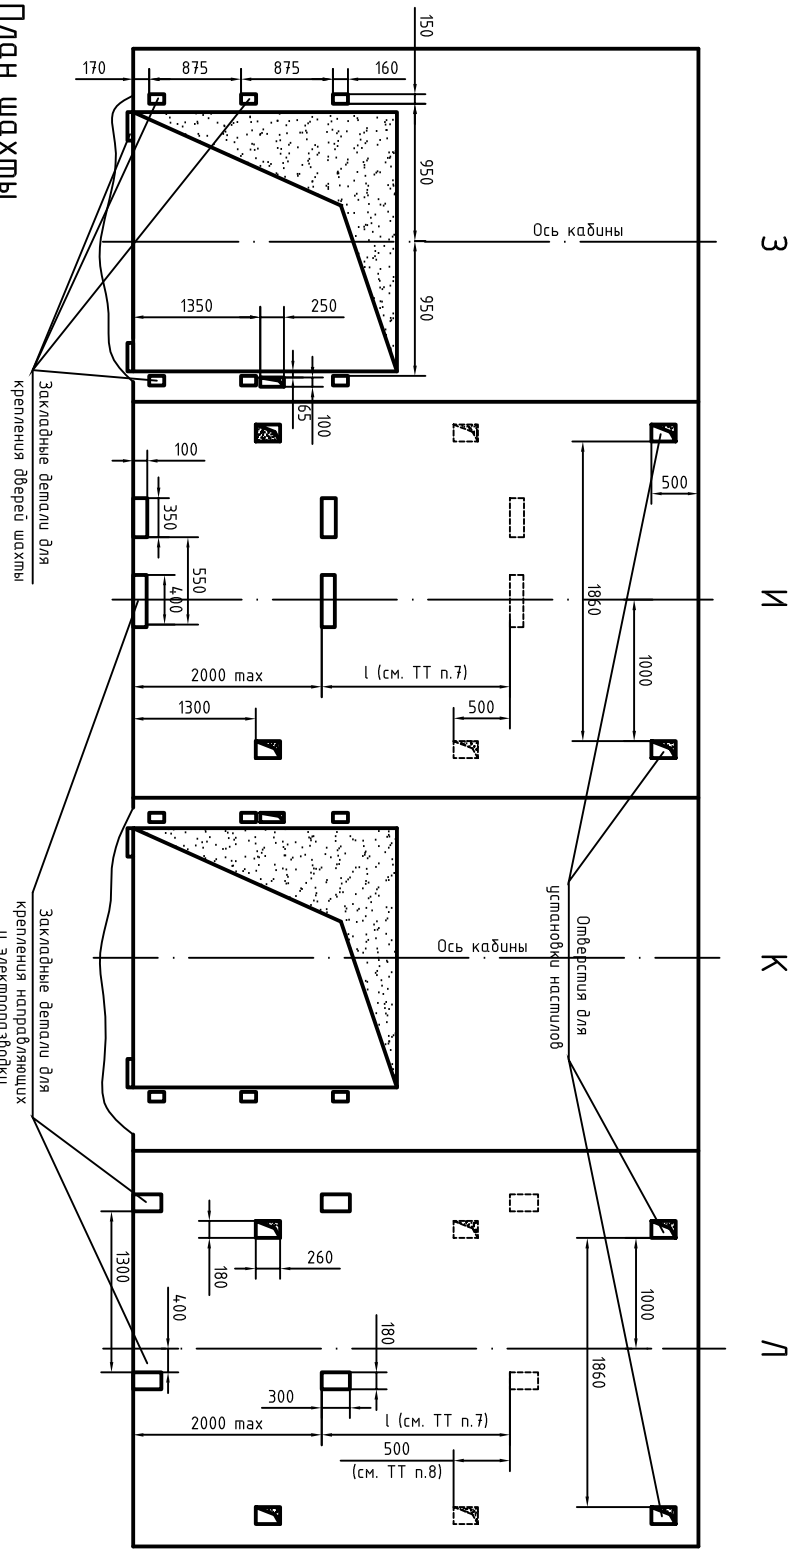 План шахты
З
И
К
Л
150
170
875
875
160
950
950
Ось кабины
1350
250
65
100
Закладные детали для
крепления дверей шахты
100
350
550
400
500
1860
1000
2000 max
l (см. ТТ п.7)
1300
500
Ось кабины
Отверстия для
установки настилов
Закладные детали для
крепления направляющих
и электроразводки
1300
400
180
260
180
300
1000
1860
2000 max
l (см. ТТ п.7)
500
(см. ТТ п.8)